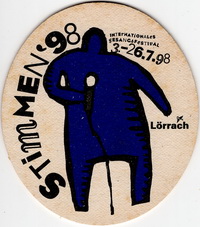 STIMMEN'98
INTERNATIONALES
GESANGSFESTIVAL
3.-26.7.98
Lörrach